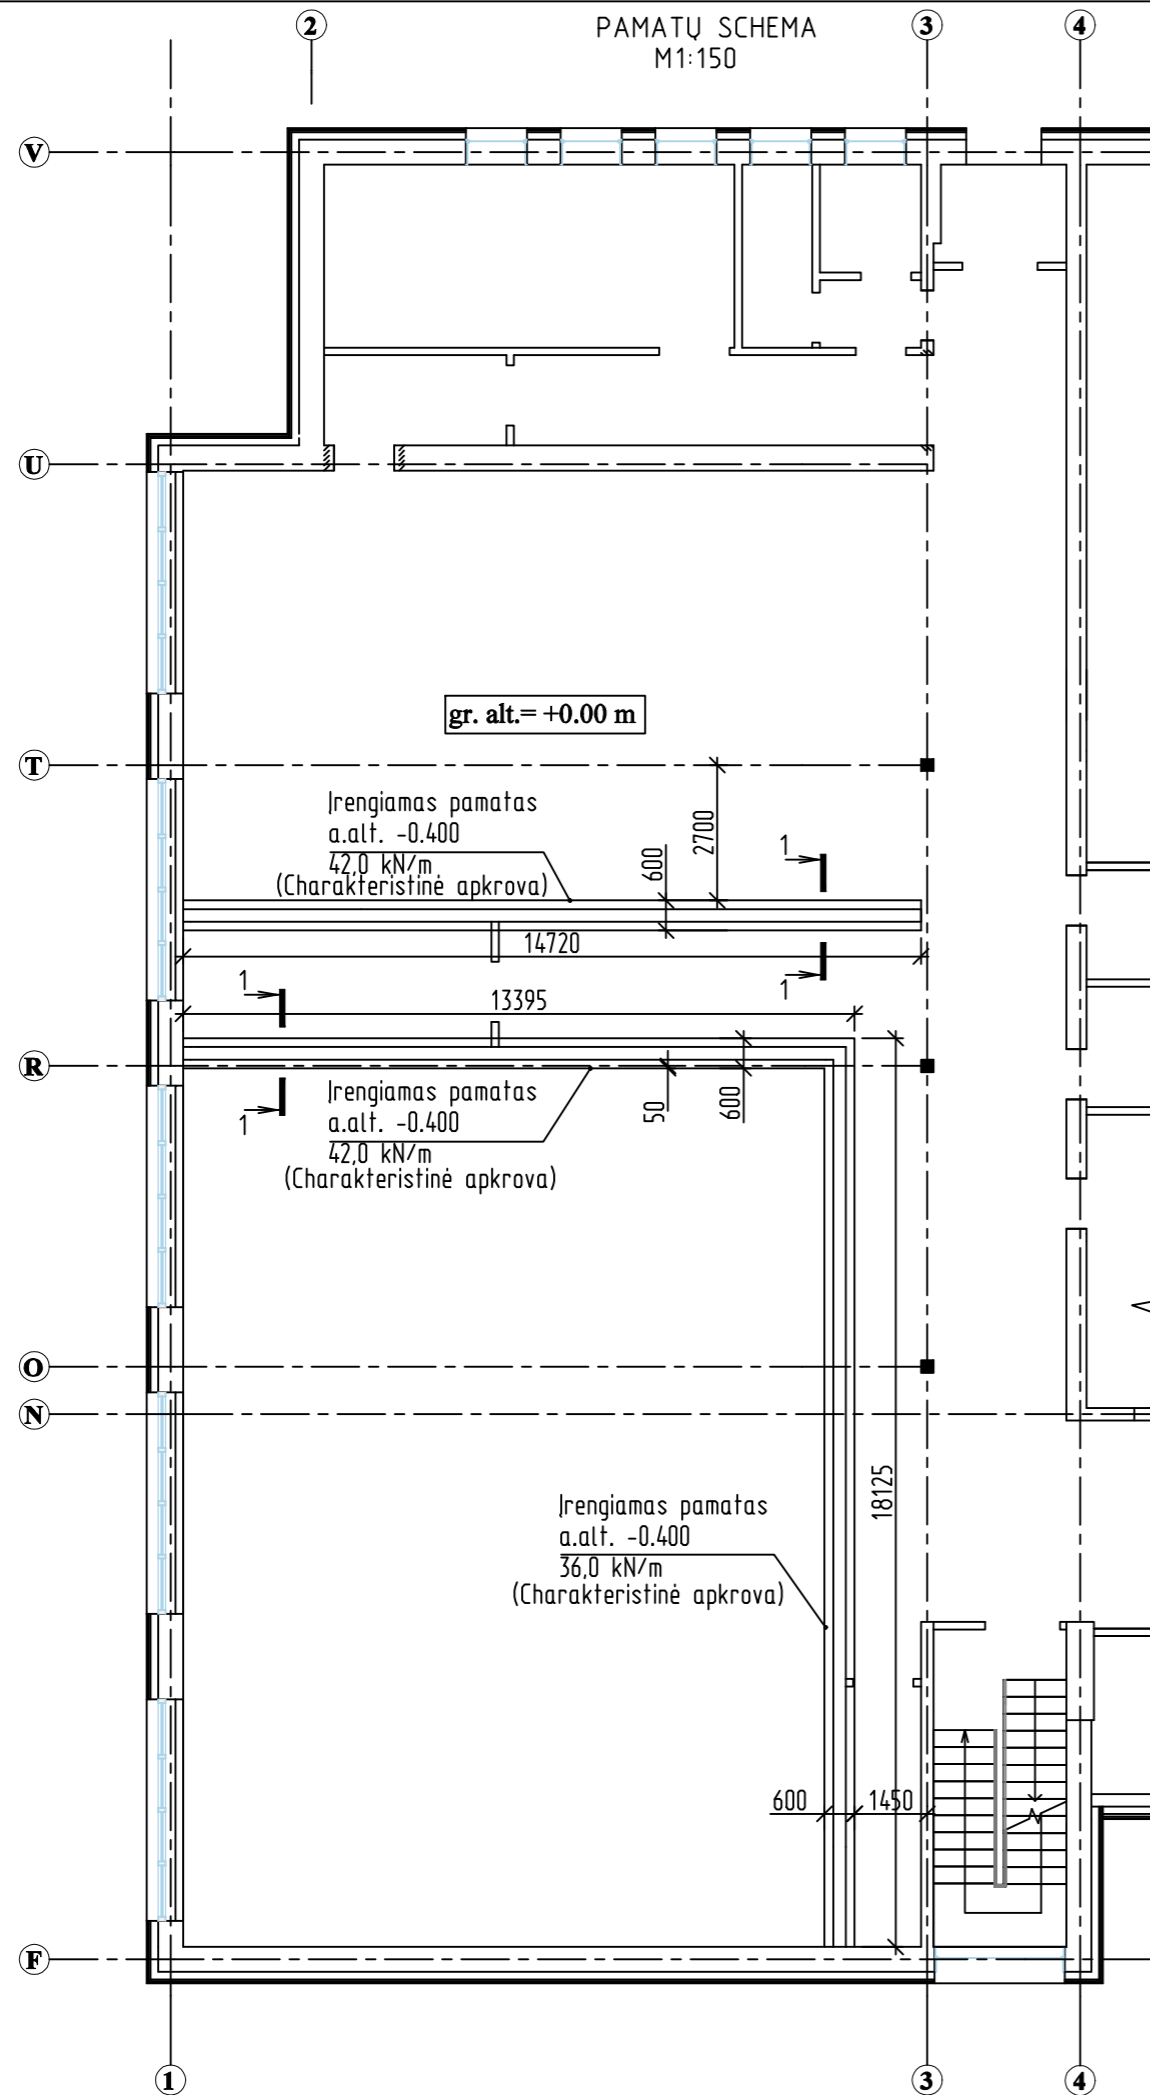 PAMATŲ SCHEMA
M1:150
2
3
4
V
U
gr. alt.= +0.00 m
T
Įrengiamas pamatas
a.alt. -0.400
42,0 kN/m
(Charakteristinė apkrova)
600
2700
1
14720
1
1
13395
R
Įrengiamas pamatas
a.alt. -0.400
42,0 kN/m
(Charakteristinė apkrova)
1
50
600
O
N
18125
Įrengiamas pamatas
a.alt. -0.400
36,0 kN/m
(Charakteristinė apkrova)
600
1450
F
1
3
4